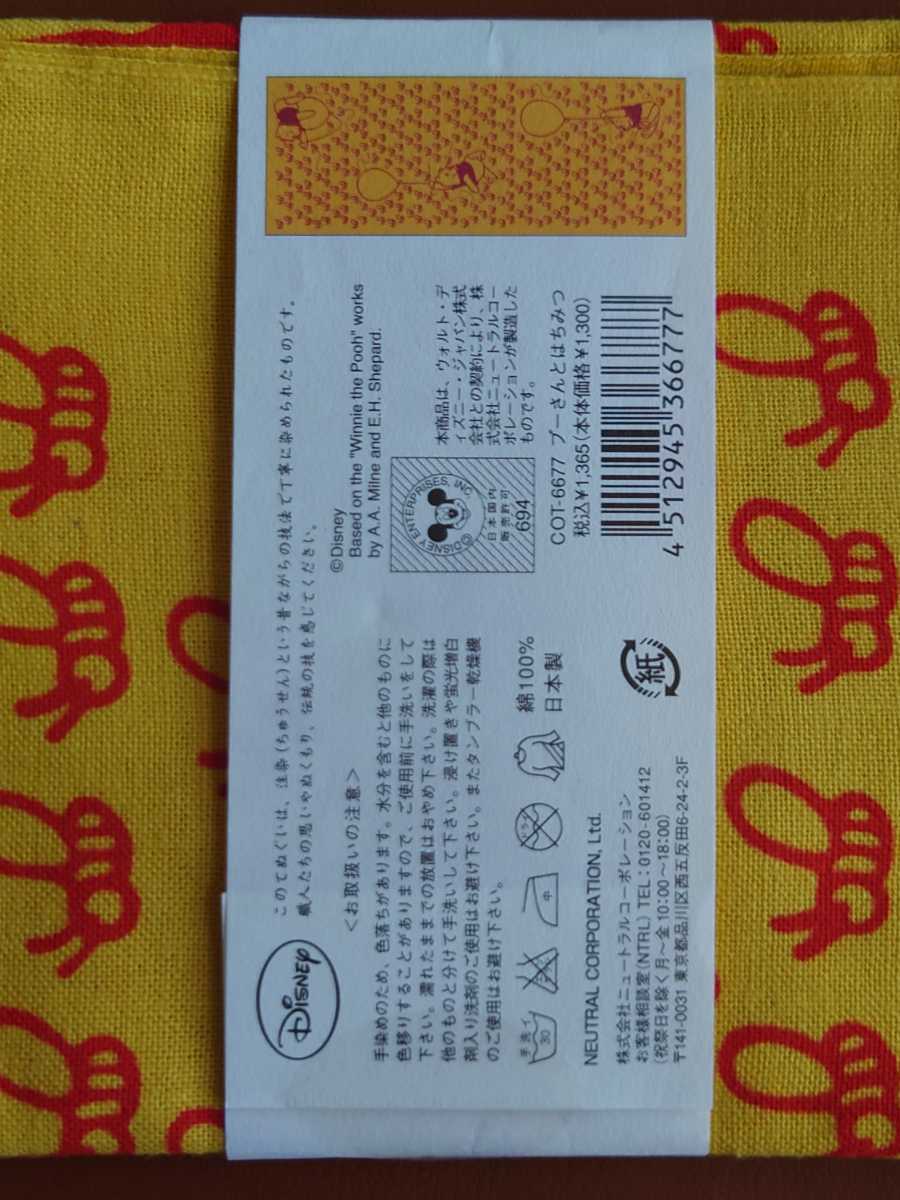 Disney
このてぬぐいは、注染(ちゅうせん)という昔ながらの技法で丁寧に染められたものです。
職人たちの思いやぬくもり、伝統の技を感じてください。
<お取扱いの注意>
手染めのため、色落ちがあります。水分を含むと他のものに
色移りすることがありますので、ご使用前に手洗いをして
下さい。濡れたままでの放置はおやめ下さい。洗濯の際は
他のものと分けて手洗いして下さい。浸け置きや蛍光増白
剤入り洗剤のご使用はお避け下さい。またタンブラー乾燥機
のご使用はお避け下さい。
手洗イ
30
中
ドライ
綿100%
日本製
NEUTRAL CORPORATION, Ltd.
株式会社ニュートラルコーポレーション
お客様相談室(NTRL) TEL：0120-601412
(祝祭日を除く月〜金10:00〜18:00)
〒141-0031 東京都品川区西五反田6-24-2-3F
紙
©Disney
Based on the "Winnie the Pooh" works
by A.A. Milne and E.H. Shepard.
©DISNEY ENTERPRISES, INC.
日本国内
販売許可
694
本商品は、ウォルト・デ
ィズニー・ジャパン株式
会社との契約により、株
式会社ニュートラルコー
ポレーションが製造した
ものです。
COT-6677 プーさんとはちみつ
税込¥1,365(本体価格¥1,300)
4 512945 366777